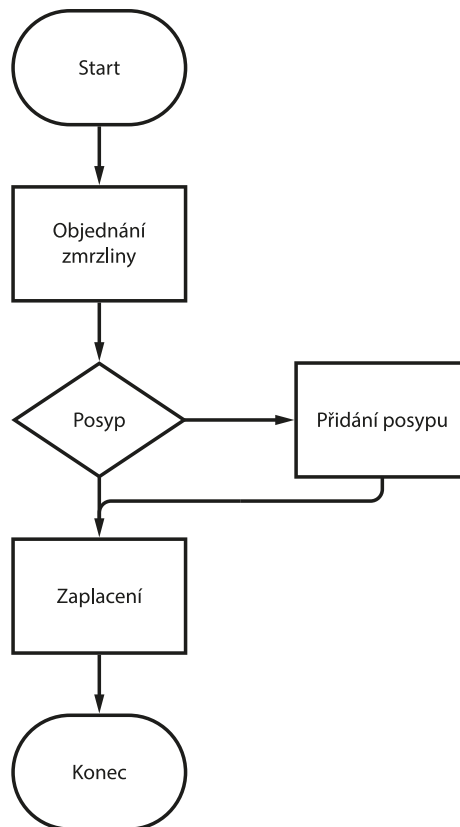 Start
Objednání
zmrzliny
Posyp
Přidání posypu
Zaplacení
Konec